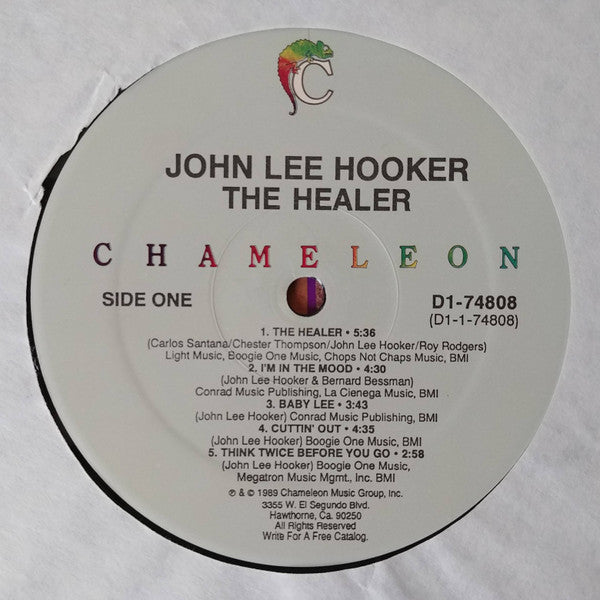 C
JOHN LEE HOOKER
THE HEALER
CHAMELEON
SIDE ONE
D1-74808
(D1-1-74808)
1. THE HEALER • 5:36
(Carlos Santana/Chester Thompson/John Lee Hooker/Roy Rodgers)
Light Music, Boogie One Music, Chops Not Chaps Music, BMI
2. I'M IN THE MOOD • 4:30
(John Lee Hooker & Bernard Bessman)
Conrad Music Publishing, La Cienega Music, BMI
3. BABY LEE • 3:43
(John Lee Hooker) Conrad Music Publishing, BMI
4. CUTTIN' OUT • 4:35
(John Lee Hooker) Boogie One Music, BMI
5. THINK TWICE BEFORE YOU GO • 2:58
(John Lee Hooker) Boogie One Music,
Megatron Music Mgmt., Inc. BMI
℗ & © 1989 Chameleon Music Group, Inc.
3355 W. El Segundo Blvd.
Hawthorne, Ca. 90250
All Rights Reserved
Write For A Free Catalog.